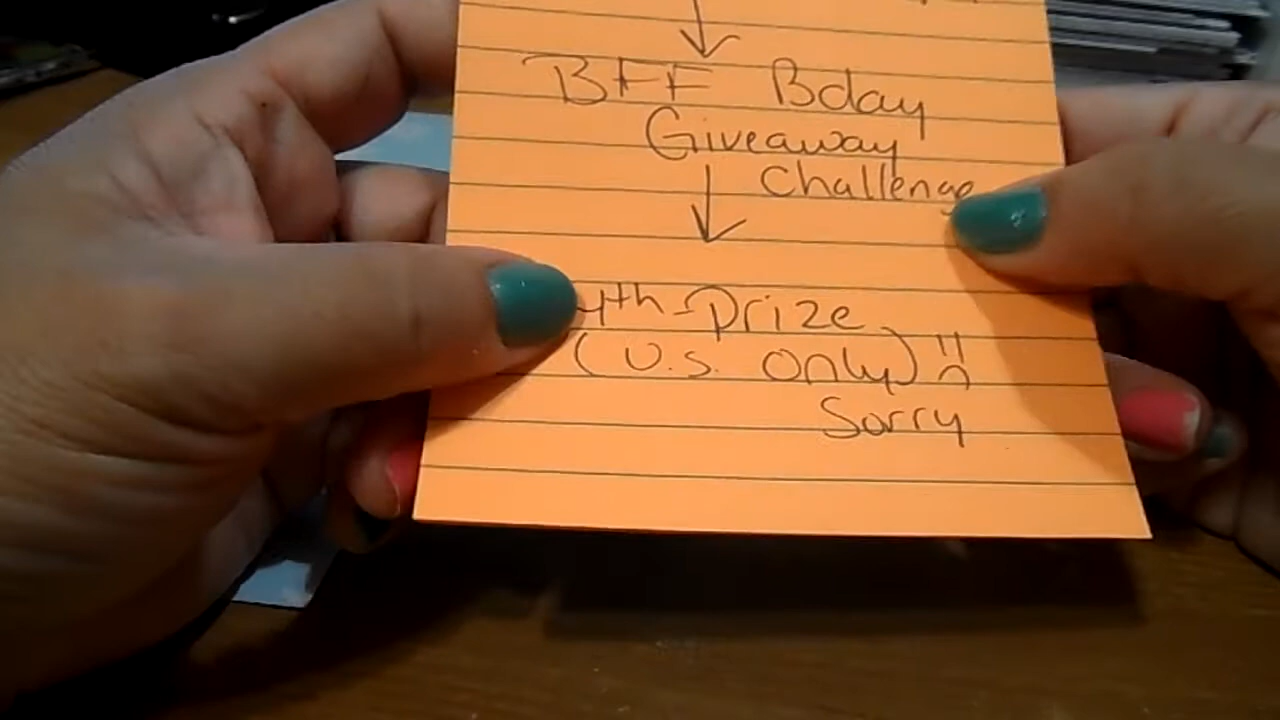 BFF Bday
Giveaway
Challenge
4th Prize
(U.S. only)
Sorry